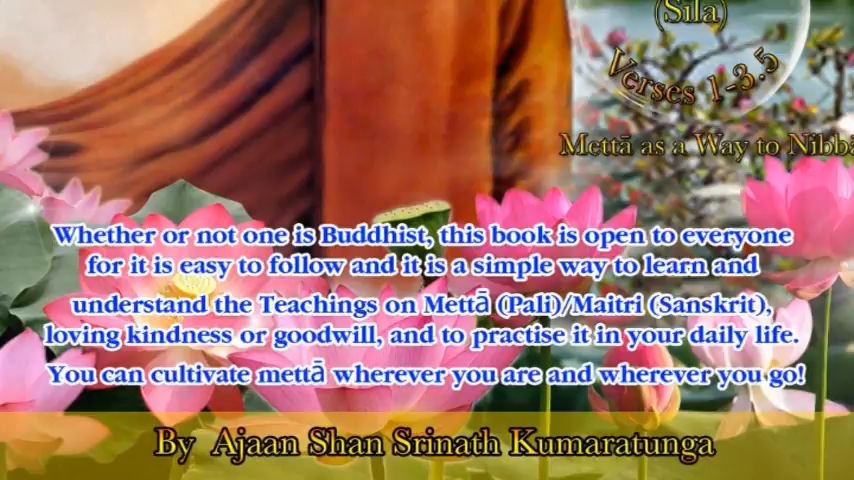 (Sila)
Verses 1-3.5
Mettā as a Way to
Whether or not one is Buddhist, this book is open to everyone
for it is easy to follow and it is a simple way to learn and
understand the Teachings on Mettā (Pali)/Maitri (Sanskrit),
loving kindness or goodwill, and to practise it in your daily life.
You can cultivate mettā wherever you are and wherever you go!
By Ajaan Shan Srinath Kumaratunga